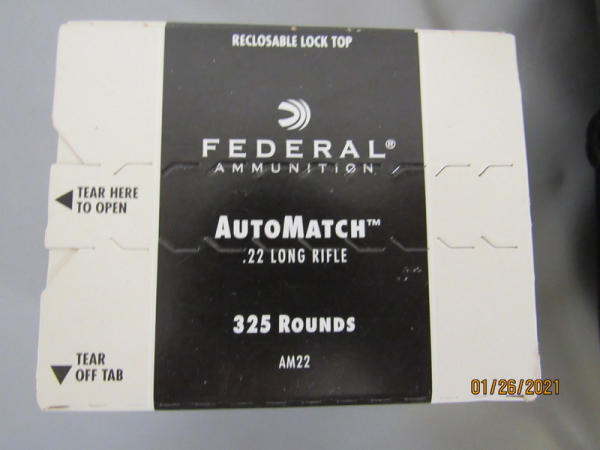 RECLOSABLE LOCK TOP
FEDERAL®
AMMUNITION
TEAR HERE
TO OPEN
AUTOMATCH™
.22 LONG RIFLE
325 ROUNDS
AM22
TEAR
OFF TAB
01/26/2021